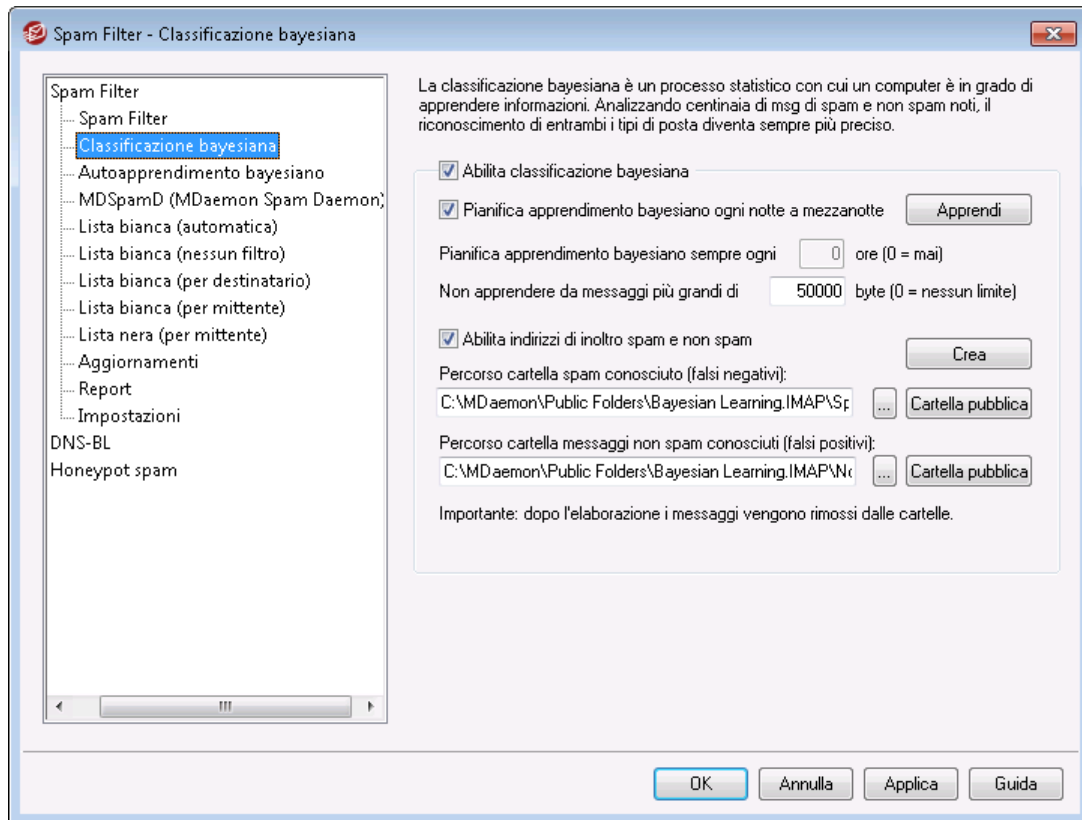 Spam Filter - Classificazione bayesiana
Spam Filter
Spam Filter
Classificazione bayesiana
Autoapprendimento bayesiano
MDSpamD (MDaemon Spam Daemon)
Lista bianca (automatica)
Lista bianca (nessun filtro)
Lista bianca (per destinatario)
Lista bianca (per mittente)
Lista nera (per mittente)
Aggiornamenti
Report
Impostazioni
DNS-BL
Honeypot spam
La classificazione bayesiana è un processo statistico con cui un computer è in grado di
apprendere informazioni. Analizzando centinaia di msg di spam e non spam noti, il
riconoscimento di entrambi i tipi di posta diventa sempre più preciso.
Abilita classificazione bayesiana
Pianifica apprendimento bayesiano ogni notte a mezzanotte Apprendi
Pianifica apprendimento bayesiano sempre ogni 0 ore (0 = mai)
Non apprendere da messaggi più grandi di 50000 byte (0 = nessun limite)
Abilita indirizzi di inoltro spam e non spam
Crea
Percorso cartella spam conosciuto (falsi negativi):
C:\MDaemon\Public Folders\Bayesian Learning.IMAP\Sp ... Cartella pubblica
Percorso cartella messaggi non spam conosciuti (falsi positivi):
C:\MDaemon\Public Folders\Bayesian Learning.IMAP\No ... Cartella pubblica
Importante: dopo l'elaborazione i messaggi vengono rimossi dalle cartelle.
OK Annulla Applica Guida